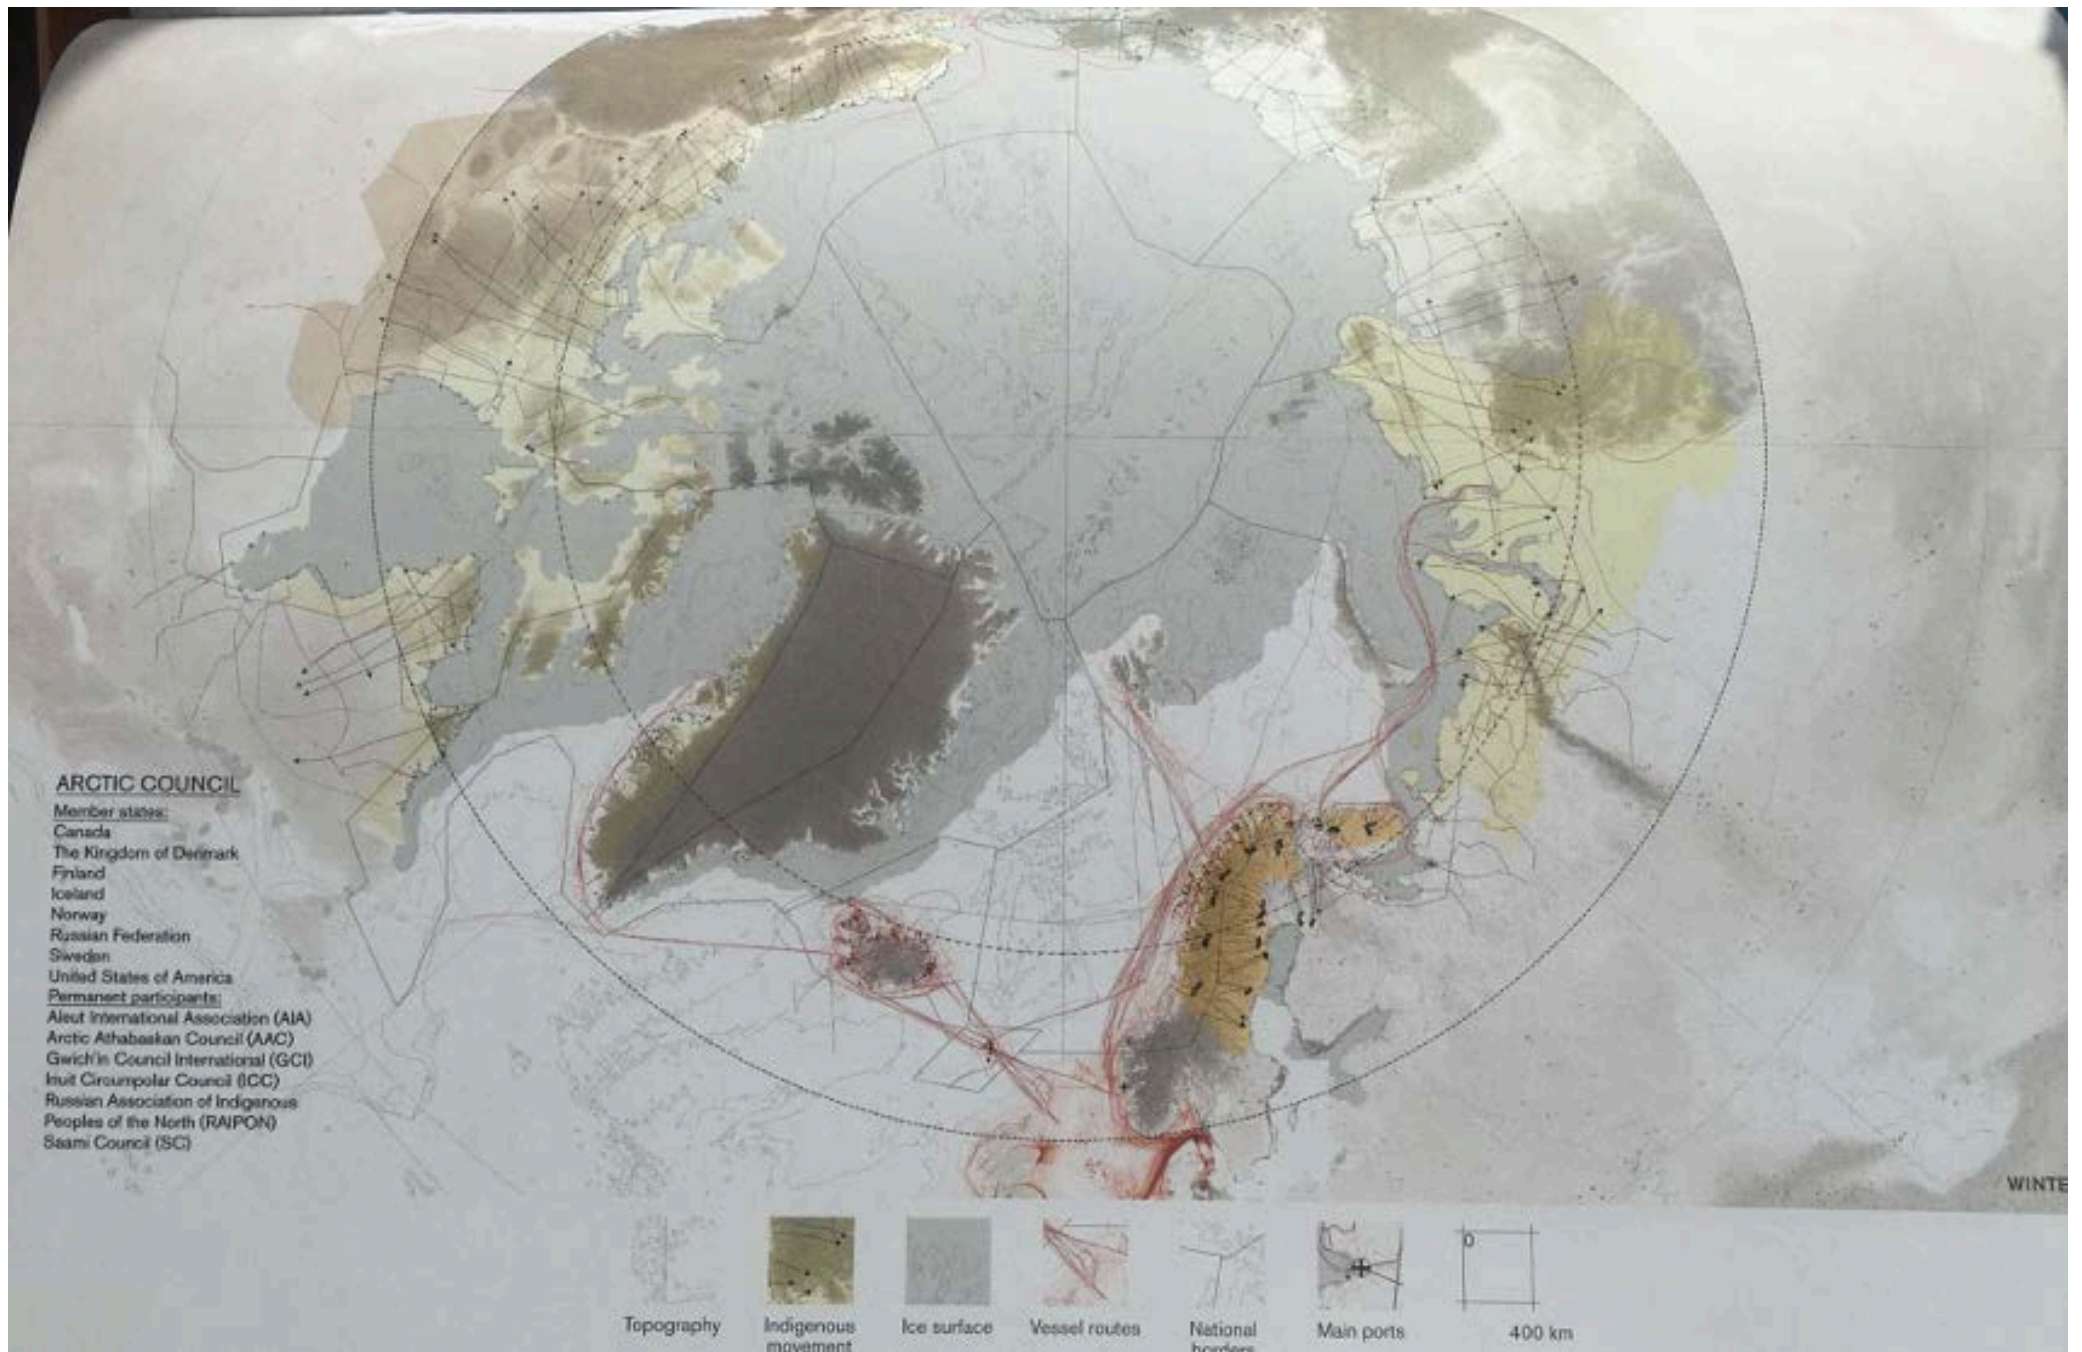 ARCTIC COUNCIL
Member states:
Canada
The Kingdom of Denmark
Finland
Iceland
Norway
Russian Federation
Sweden
United States of America
Permanent participants:
Aleut International Association (AIA)
Arctic Athabaskan Council (AAC)
Gwich'in Council International (GCI)
Inuit Circumpolar Council (ICC)
Russian Association of Indigenous
Peoples of the North (RAIPON)
Saami Council (SC)
WINTE
0
Topography
Indigenous
movement
Ice surface
Vessel routes
National
borders
Main ports
400 km